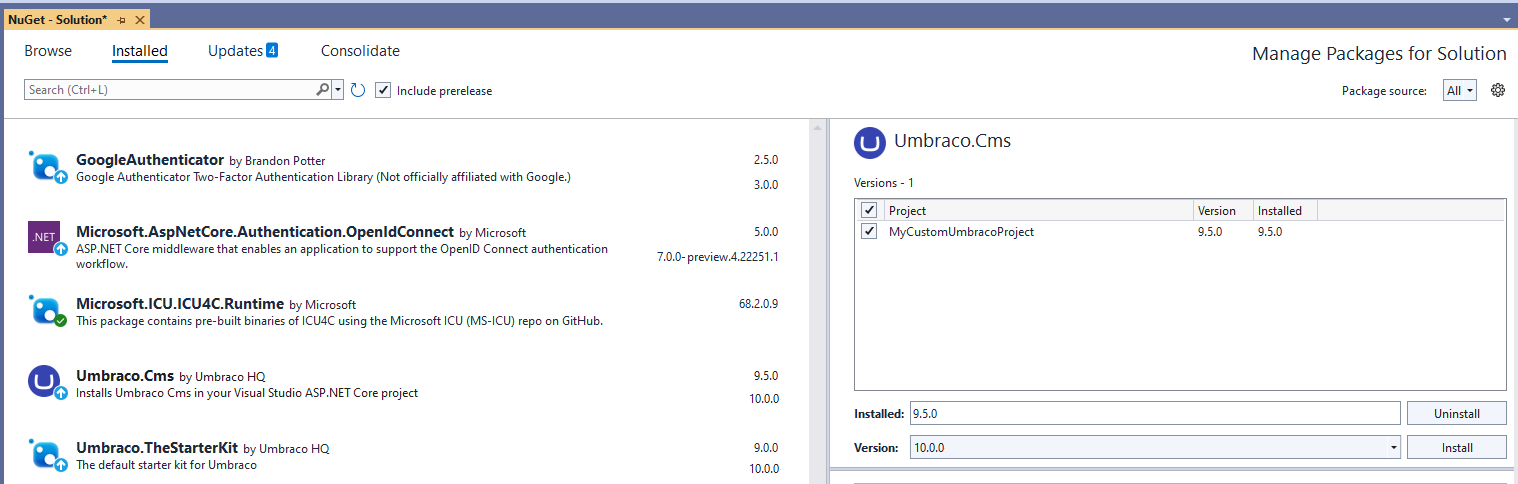 NuGet - Solution*
Browse Installed Updates 4 Consolidate
Manage Packages for Solution
Search (Ctrl+L) Include prerelease
Package source: All
GoogleAuthenticator by Brandon Potter 2.5.0
Google Authenticator Two-Factor Authentication Library (Not officially affiliated with Google.) 3.0.0
.NET
Microsoft.AspNetCore.Authentication.OpenIdConnect by Microsoft 5.0.0
ASP.NET Core middleware that enables an application to support the OpenID Connect authentication
workflow. 7.0.0-preview.4.22251.1
Microsoft.ICU.ICU4C.Runtime by Microsoft 68.2.0.9
This package contains pre-built binaries of ICU4C using the Microsoft ICU (MS-ICU) repo on GitHub.
Umbraco.Cms by Umbraco HQ 9.5.0
Installs Umbraco Cms in your Visual Studio ASP.NET Core project 10.0.0
Umbraco.TheStarterKit by Umbraco HQ 9.0.0
The default starter kit for Umbraco 10.0.0
Umbraco.Cms
Versions - 1
Project Version Installed
MyCustomUmbracoProject 9.5.0 9.5.0
Installed: 9.5.0 Uninstall
Version: 10.0.0 Install